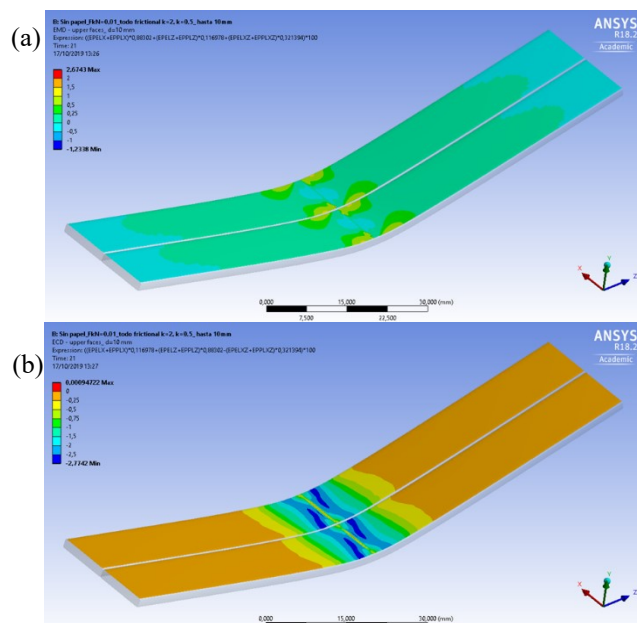 (a)
B: Sin papel_FkN=0.01_todo frictional k=2, k=0.5_ hasta 10mm
EMD - upper faces_ d=10 mm
Expression: ((EPELX+EPPLX)*0,88302+(EPELZ+EPPLZ)*0,116978+(EPELXZ+EPPLXZ)*0,321394)*100
Time: 21
17/10/2019 13:26
2,6743 Max
2
1
0,5
0,25
0
-0,5
-1
-1,2338 Min
ANSYS
R18.2
Academic
X
Y
Z
0,000
15,000
30,000 (mm)
7,500
22,500
(b)
B: Sin papel_FkN=0.01_todo frictional k=2, k=0.5_ hasta 10mm
ECD - upper faces_ d=10 mm
Expression: ((EPELX+EPPLX)*0,116978+(EPELZ+EPPLZ)*0,88302-(EPELXZ+EPPLXZ)*0,321394)*100
Time: 21
17/10/2019 13:27
0,00094722 Max
0
-0,25
-0,5
-0,75
-1
-1,5
-2
-2,5
-2,7742 Min
ANSYS
R18.2
Academic
X
Y
Z
0,000
15,000
30,000 (mm)